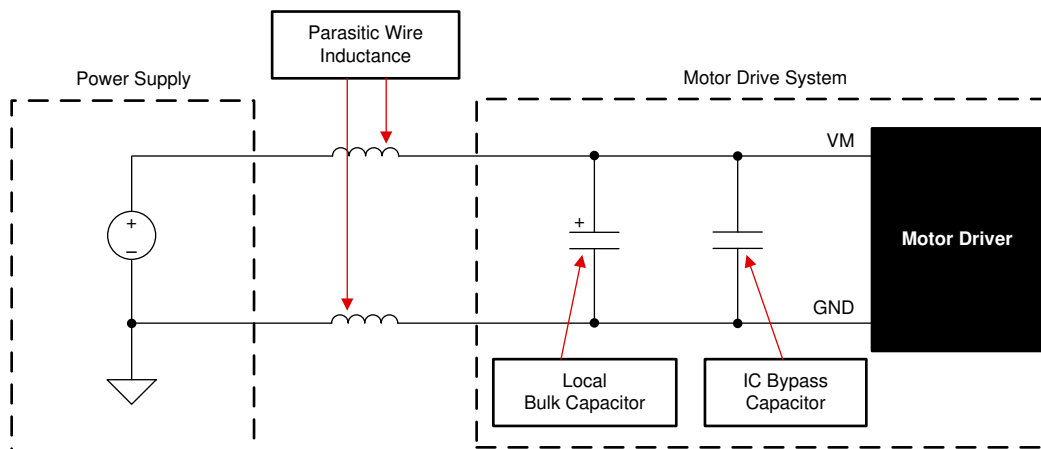 Parasitic Wire
Inductance
Power Supply
Motor Drive System
VM
+
–
+
Motor Driver
GND
Local
Bulk Capacitor
IC Bypass
Capacitor